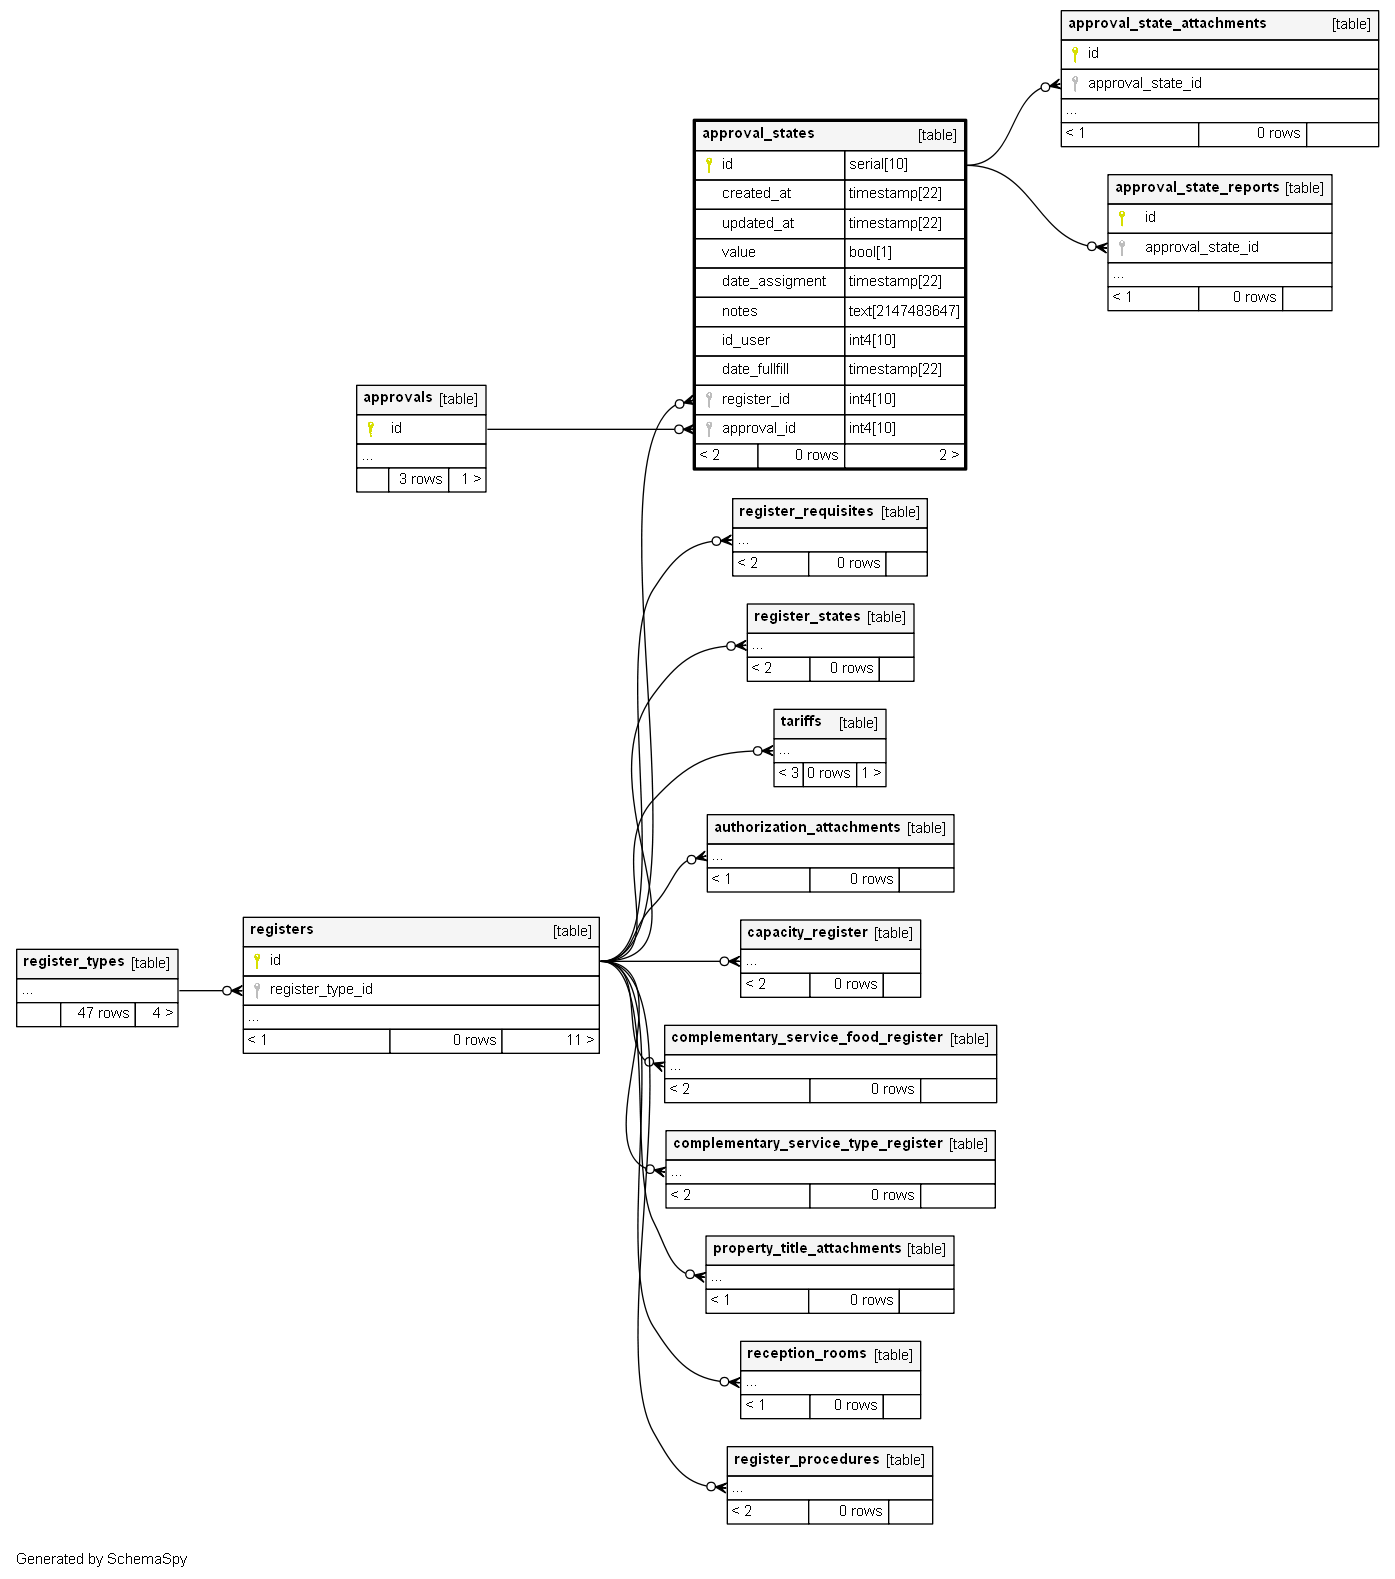 approval_state_attachments [table]
id
approval_state_id
...
< 1 0 rows
approval_states [table]
id serial[10]
created_at timestamp[22]
updated_at timestamp[22]
value bool[1]
date_assigment timestamp[22]
notes text[2147483647]
id_user int4[10]
date_fullfill timestamp[22]
register_id int4[10]
approval_id int4[10]
< 2 0 rows 2 >
approval_state_reports [table]
id
approval_state_id
...
< 1 0 rows
approvals [table]
id
...
3 rows 1 >
register_requisites [table]
...
< 2 0 rows
register_states [table]
...
< 2 0 rows
tariffs [table]
...
< 3 0 rows 1 >
authorization_attachments [table]
...
< 1 0 rows
registers [table]
id
register_type_id
...
< 1 0 rows 11 >
register_types [table]
...
47 rows 4 >
capacity_register [table]
...
< 2 0 rows
complementary_service_food_register [table]
...
< 2 0 rows
complementary_service_type_register [table]
...
< 2 0 rows
property_title_attachments [table]
...
< 1 0 rows
reception_rooms [table]
...
< 1 0 rows
register_procedures [table]
...
< 2 0 rows
Generated by SchemaSpy